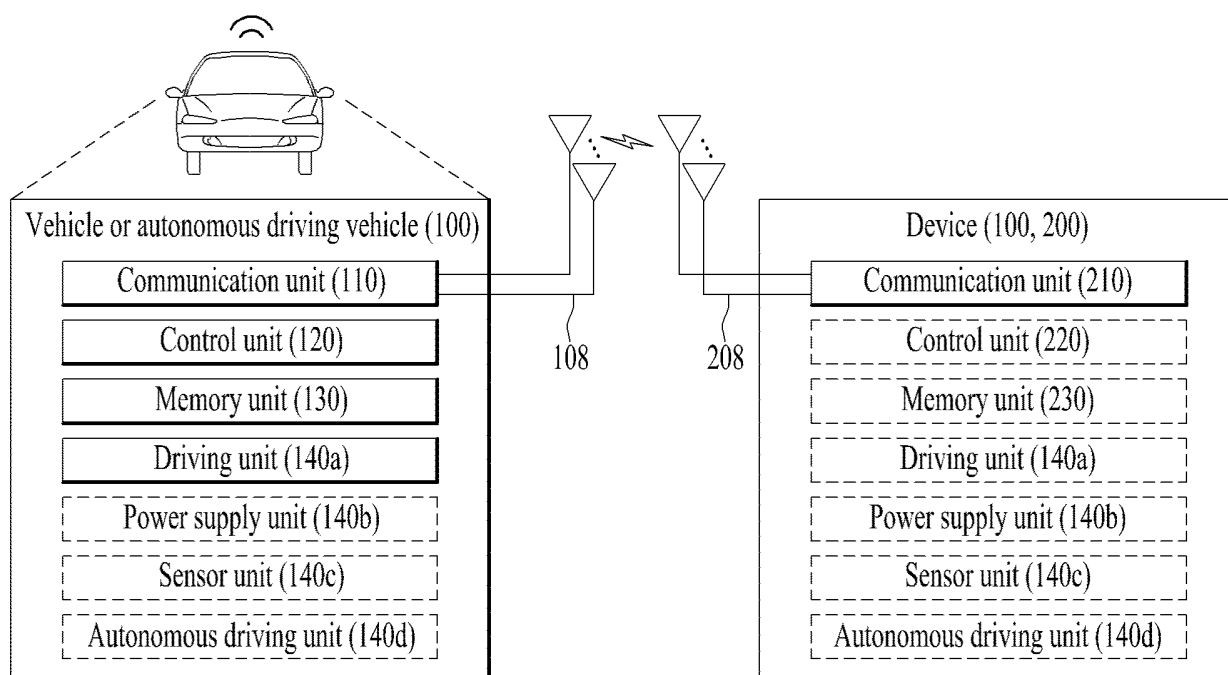 Vehicle or autonomous driving vehicle (100)
Communication unit (110)
Control unit (120)
Memory unit (130)
Driving unit (140a)
Power supply unit (140b)
Sensor unit (140c)
Autonomous driving unit (140d)
108
208
Device (100, 200)
Communication unit (210)
Control unit (220)
Memory unit (230)
Driving unit (140a)
Power supply unit (140b)
Sensor unit (140c)
Autonomous driving unit (140d)